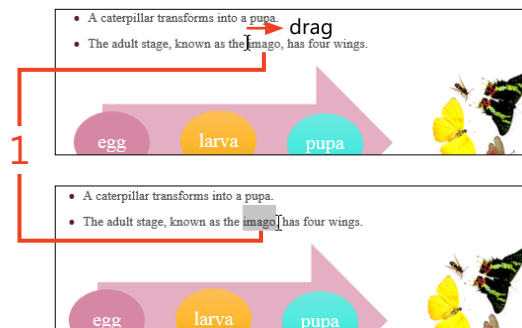 • A caterpillar transforms into a pupa.
drag
• The adult stage, known as the imago, has four wings.
1
egg
larva
pupa
• A caterpillar transforms into a pupa.
• The adult stage, known as the imago, has four wings.
egg
larva
pupa